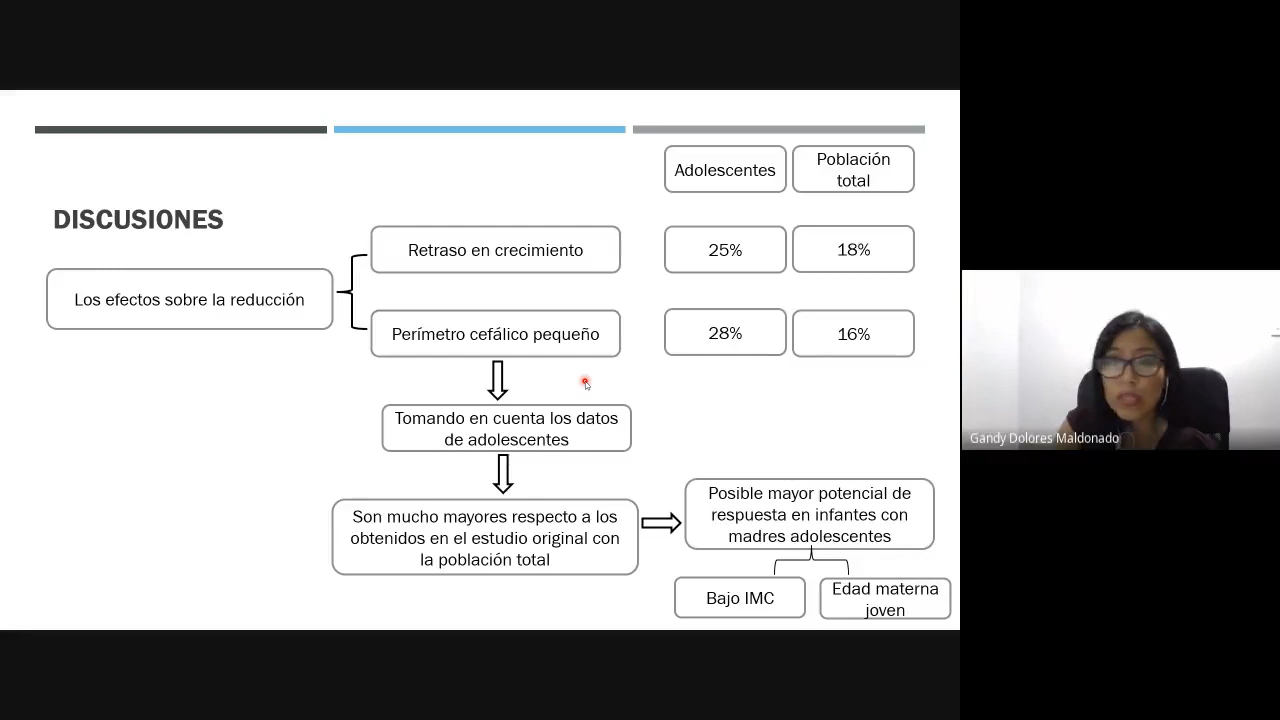 Adolescentes
Población
total
DISCUSIONES
Retraso en crecimiento
25%
18%
Los efectos sobre la reducción
Perímetro cefálico pequeño
28%
16%
Tomando en cuenta los datos
de adolescentes
Son mucho mayores respecto a los
obtenidos en el estudio original con
la población total
Posible mayor potencial de
respuesta en infantes con
madres adolescentes
Bajo IMC
Edad materna
joven
Gandy Dolores Maldonado